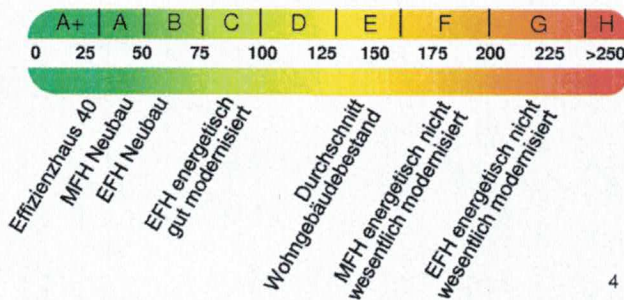 A+ A B C D E F G H
0 25 50 75 100 125 150 175 200 225 >250
Effizienzhaus 40
MFH Neubau
EFH Neubau
EFH energetisch
gut modernisiert
Durchschnitt
Wohngebäudebestand
MFH energetisch nicht
wesentlich modernisiert
EFH energetisch nicht
wesentlich modernisiert
4